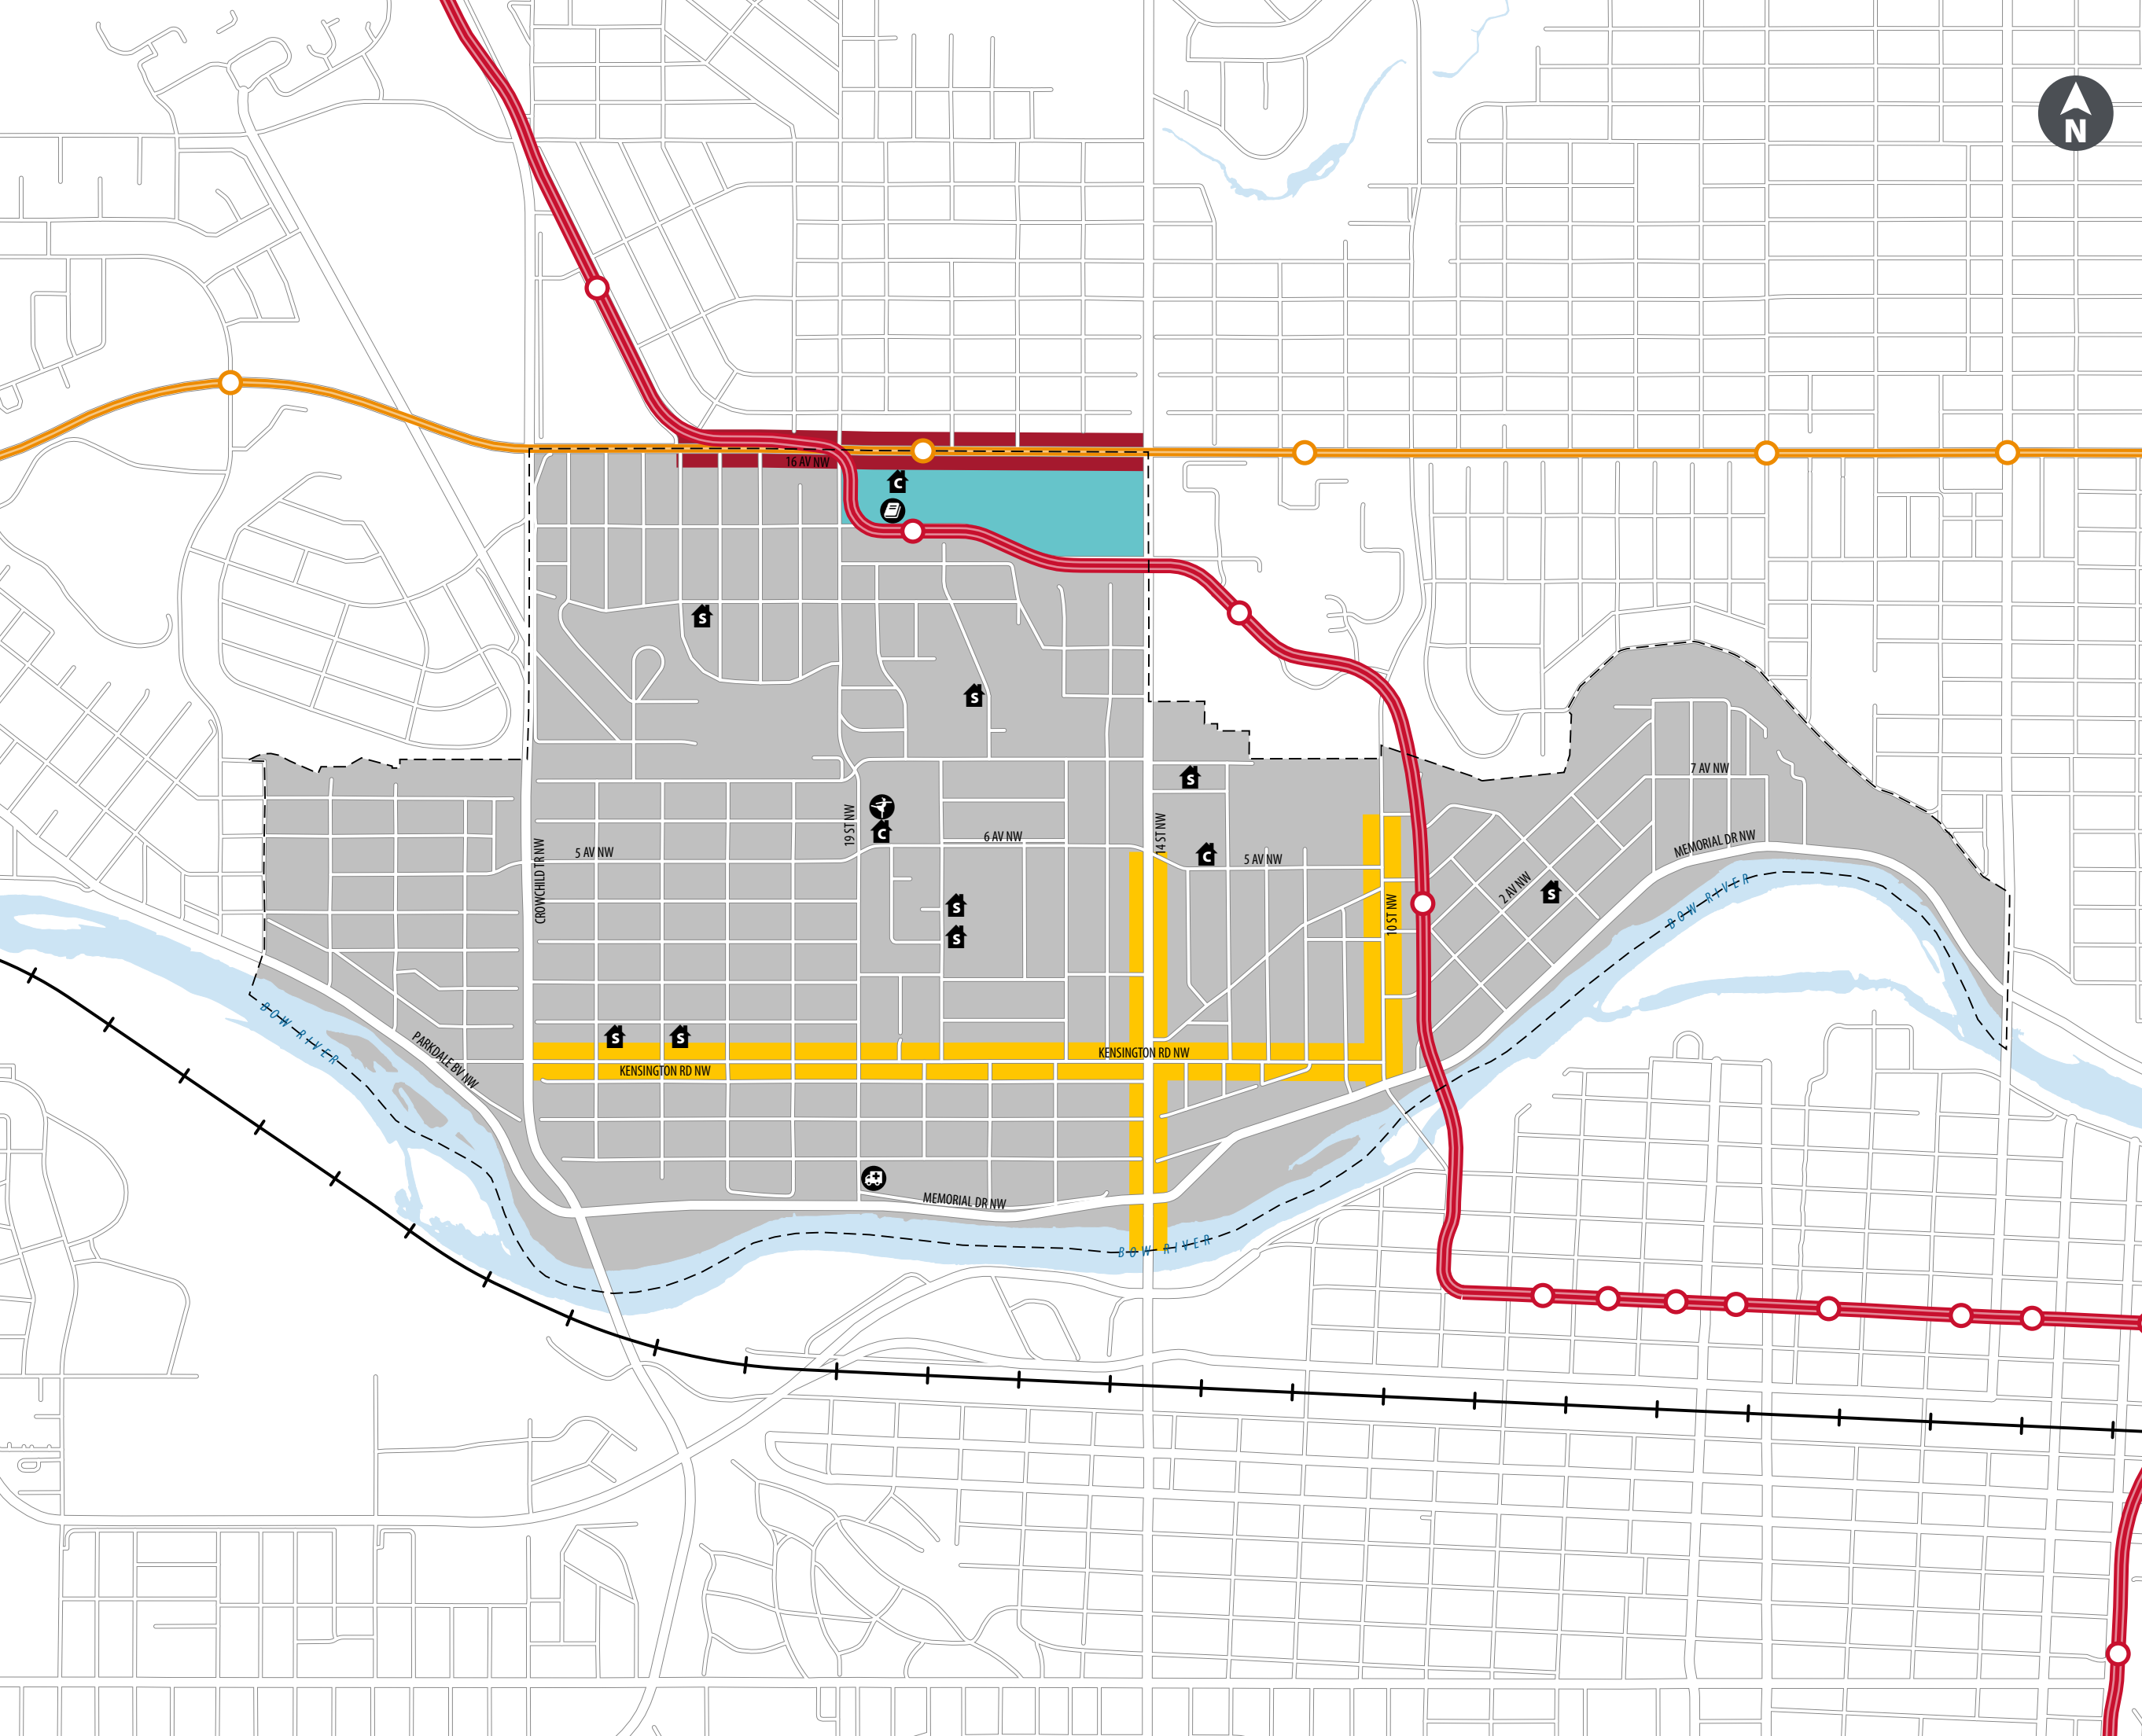 N
16 AV NW
C
S
S
7 AV NW
S
19 ST NW
C
6 AV NW
14 ST NW
MEMORIAL DR NW
5 AV NW
C
5 AV NW
CROWCHILD TR NW
2 AV NW
S
BOW RIVER
10 ST NW
S
S
BOW RIVER
S
S
PARKDALE BV NW
KENSINGTON RD NW
KENSINGTON RD NW
MEMORIAL DR NW
BOW RIVER